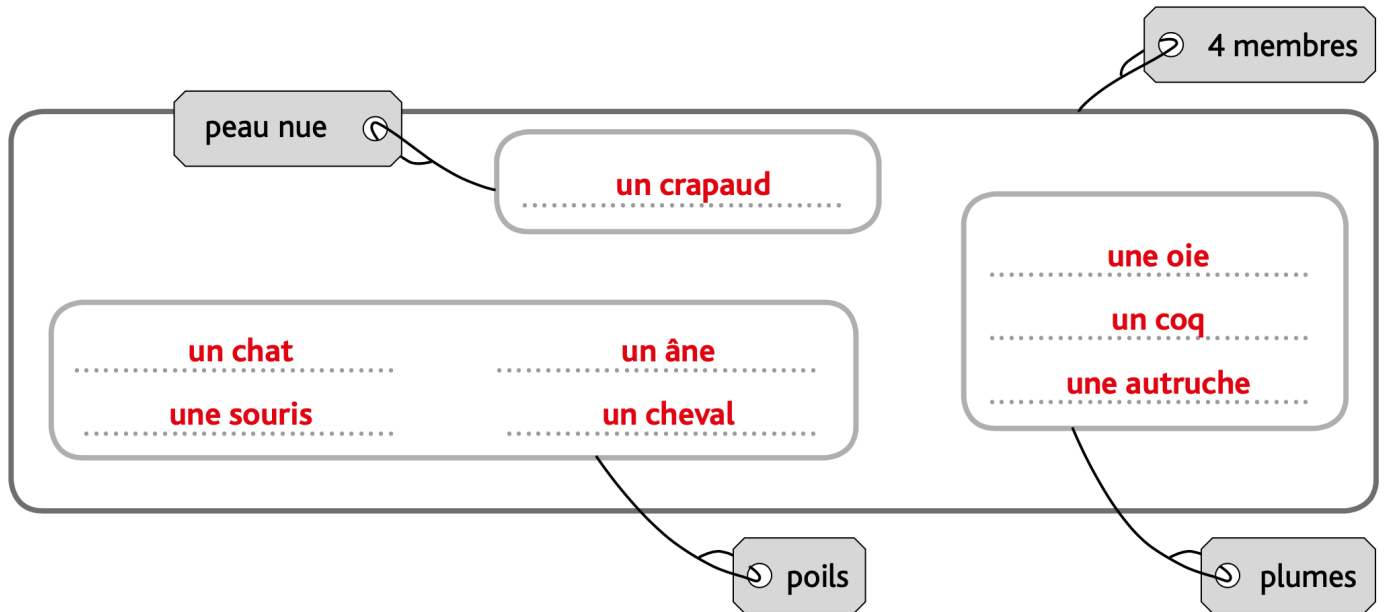 4 membres
peau nue
un crapaud
une oie
un coq
une autruche
un chat
un âne
une souris
un cheval
poils
plumes